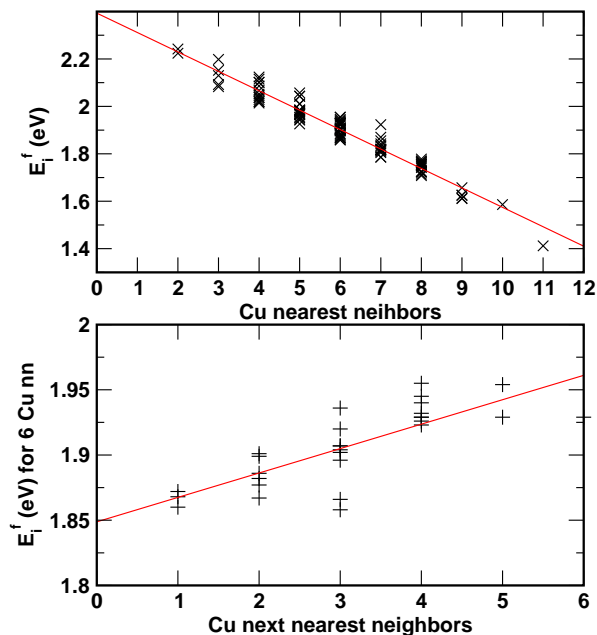 2.2
2
1.8
1.6
1.4
E_i^f (eV)
0 1 2 3 4 5 6 7 8 9 10 11 12
Cu nearest neihbors
2
1.95
1.9
1.85
1.8
E_i^f (eV) for 6 Cu nn
0 1 2 3 4 5 6
Cu next nearest neighbors